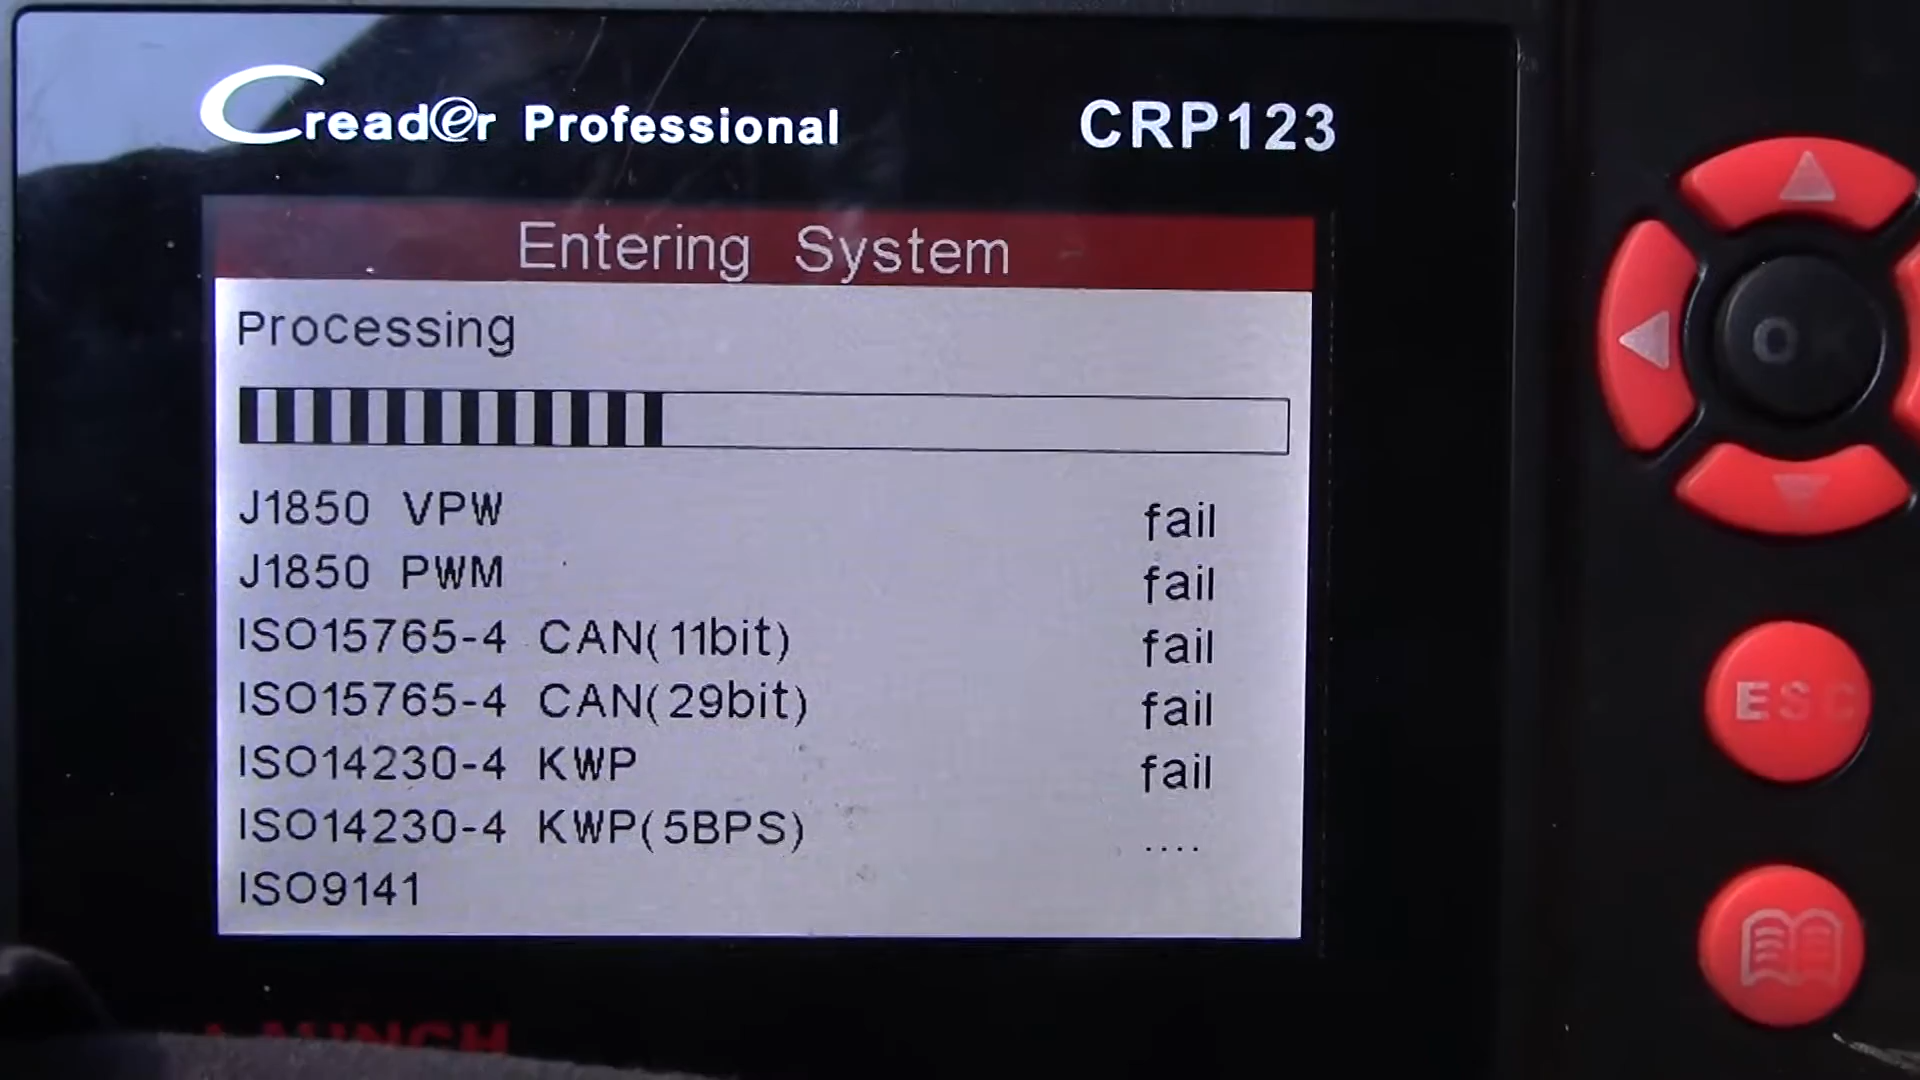 Creader Professional CRP123
Entering System
Processing
J1850 VPW fail
J1850 PWM fail
ISO15765-4 CAN(11bit) fail
ISO15765-4 CAN(29bit) fail
ISO14230-4 KWP fail
ISO14230-4 KWP(5BPS) ....
ISO9141
O
ESC
LAUNCH